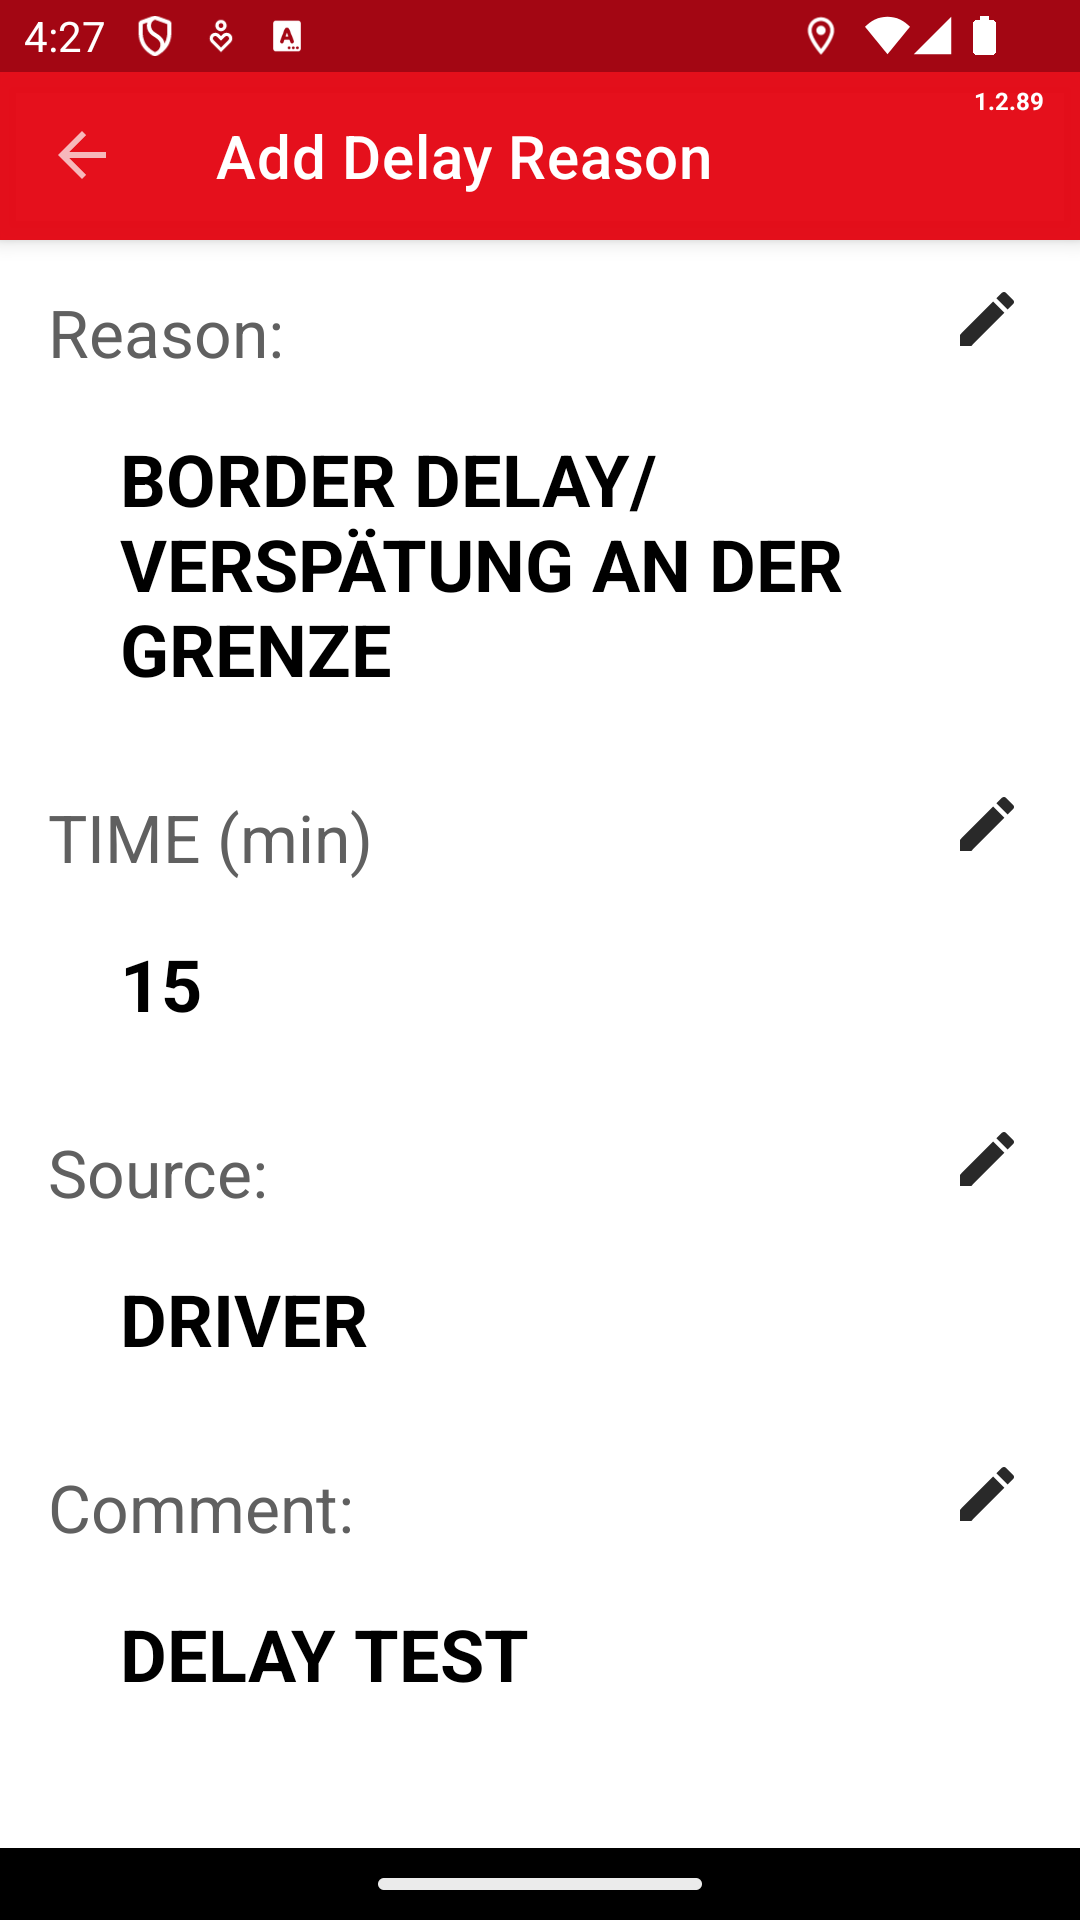 4:27
1.2.89
Add Delay Reason
Reason:
BORDER DELAY/
VERSPÄTUNG AN DER
GRENZE
TIME (min)
15
Source:
DRIVER
Comment:
DELAY TEST